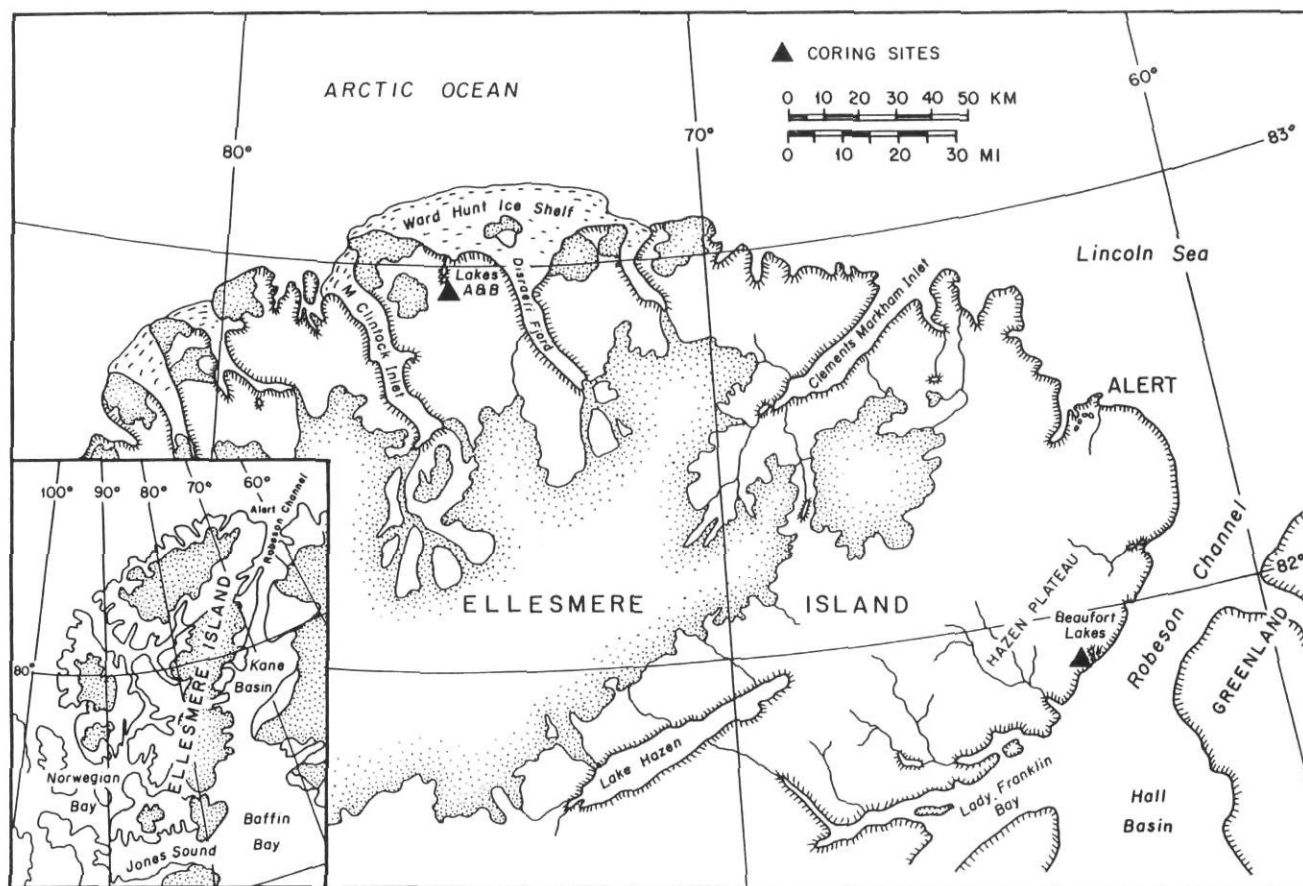 ▲ CORING SITES
0 10 20 30 40 50 KM
0 10 20 30 MI
ARCTIC OCEAN
60°
70°
80°
83°
Ward Hunt Ice Shelf
Lincoln Sea
Lakes
A&B
Disraeli Fjord
M Clintock Inlet
Clements Markham Inlet
ALERT
Robeson Channel
82°
ELLESMERE ISLAND
HAZEN PLATEAU
Beaufort
Lakes
GREENLAND
Lake Hazen
Lady Franklin
Bay
Hall
Basin
100° 90° 80° 70° 60°
Alert
Robeson Channel
ELLESMERE ISLAND
80°
Kane
Basin
Norwegian
Bay
Baffin
Bay
Jones Sound